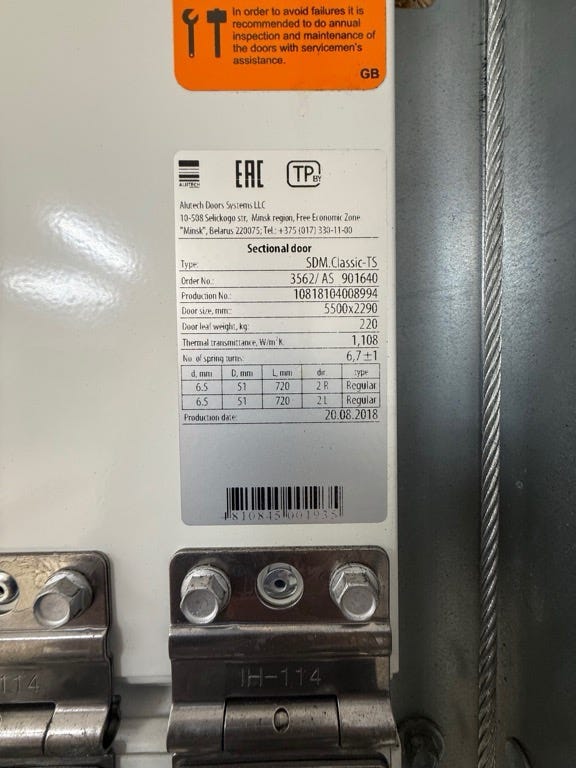 In order to avoid failures it is
recommended to do annual
inspection and maintenance of
the doors with servicemen's
assistance.
GB
ALUTECH
EAC
TP BY
Alutech Doors Systems LLC
10-508 Selickogo str, Minsk region, Free Economic Zone
"Minsk", Belarus 220075; Tel.: +375 (017) 330-11-00
Sectional door
Type: SDM.Classic-TS
Order No.: 3562/ AS 901640
Production No.: 10818104008994
Door size, mm: 5500x2290
Door leaf weight, kg: 220
Thermal transmittance, W/m²K 1,108
No. of spring turns: 6,7±1
d, mm D, mm L, mm dir. type
6.5 51 720 2 R Regular
6.5 51 720 2 L Regular
Production date: 20.08.2018
4810845001935
114
IH-114